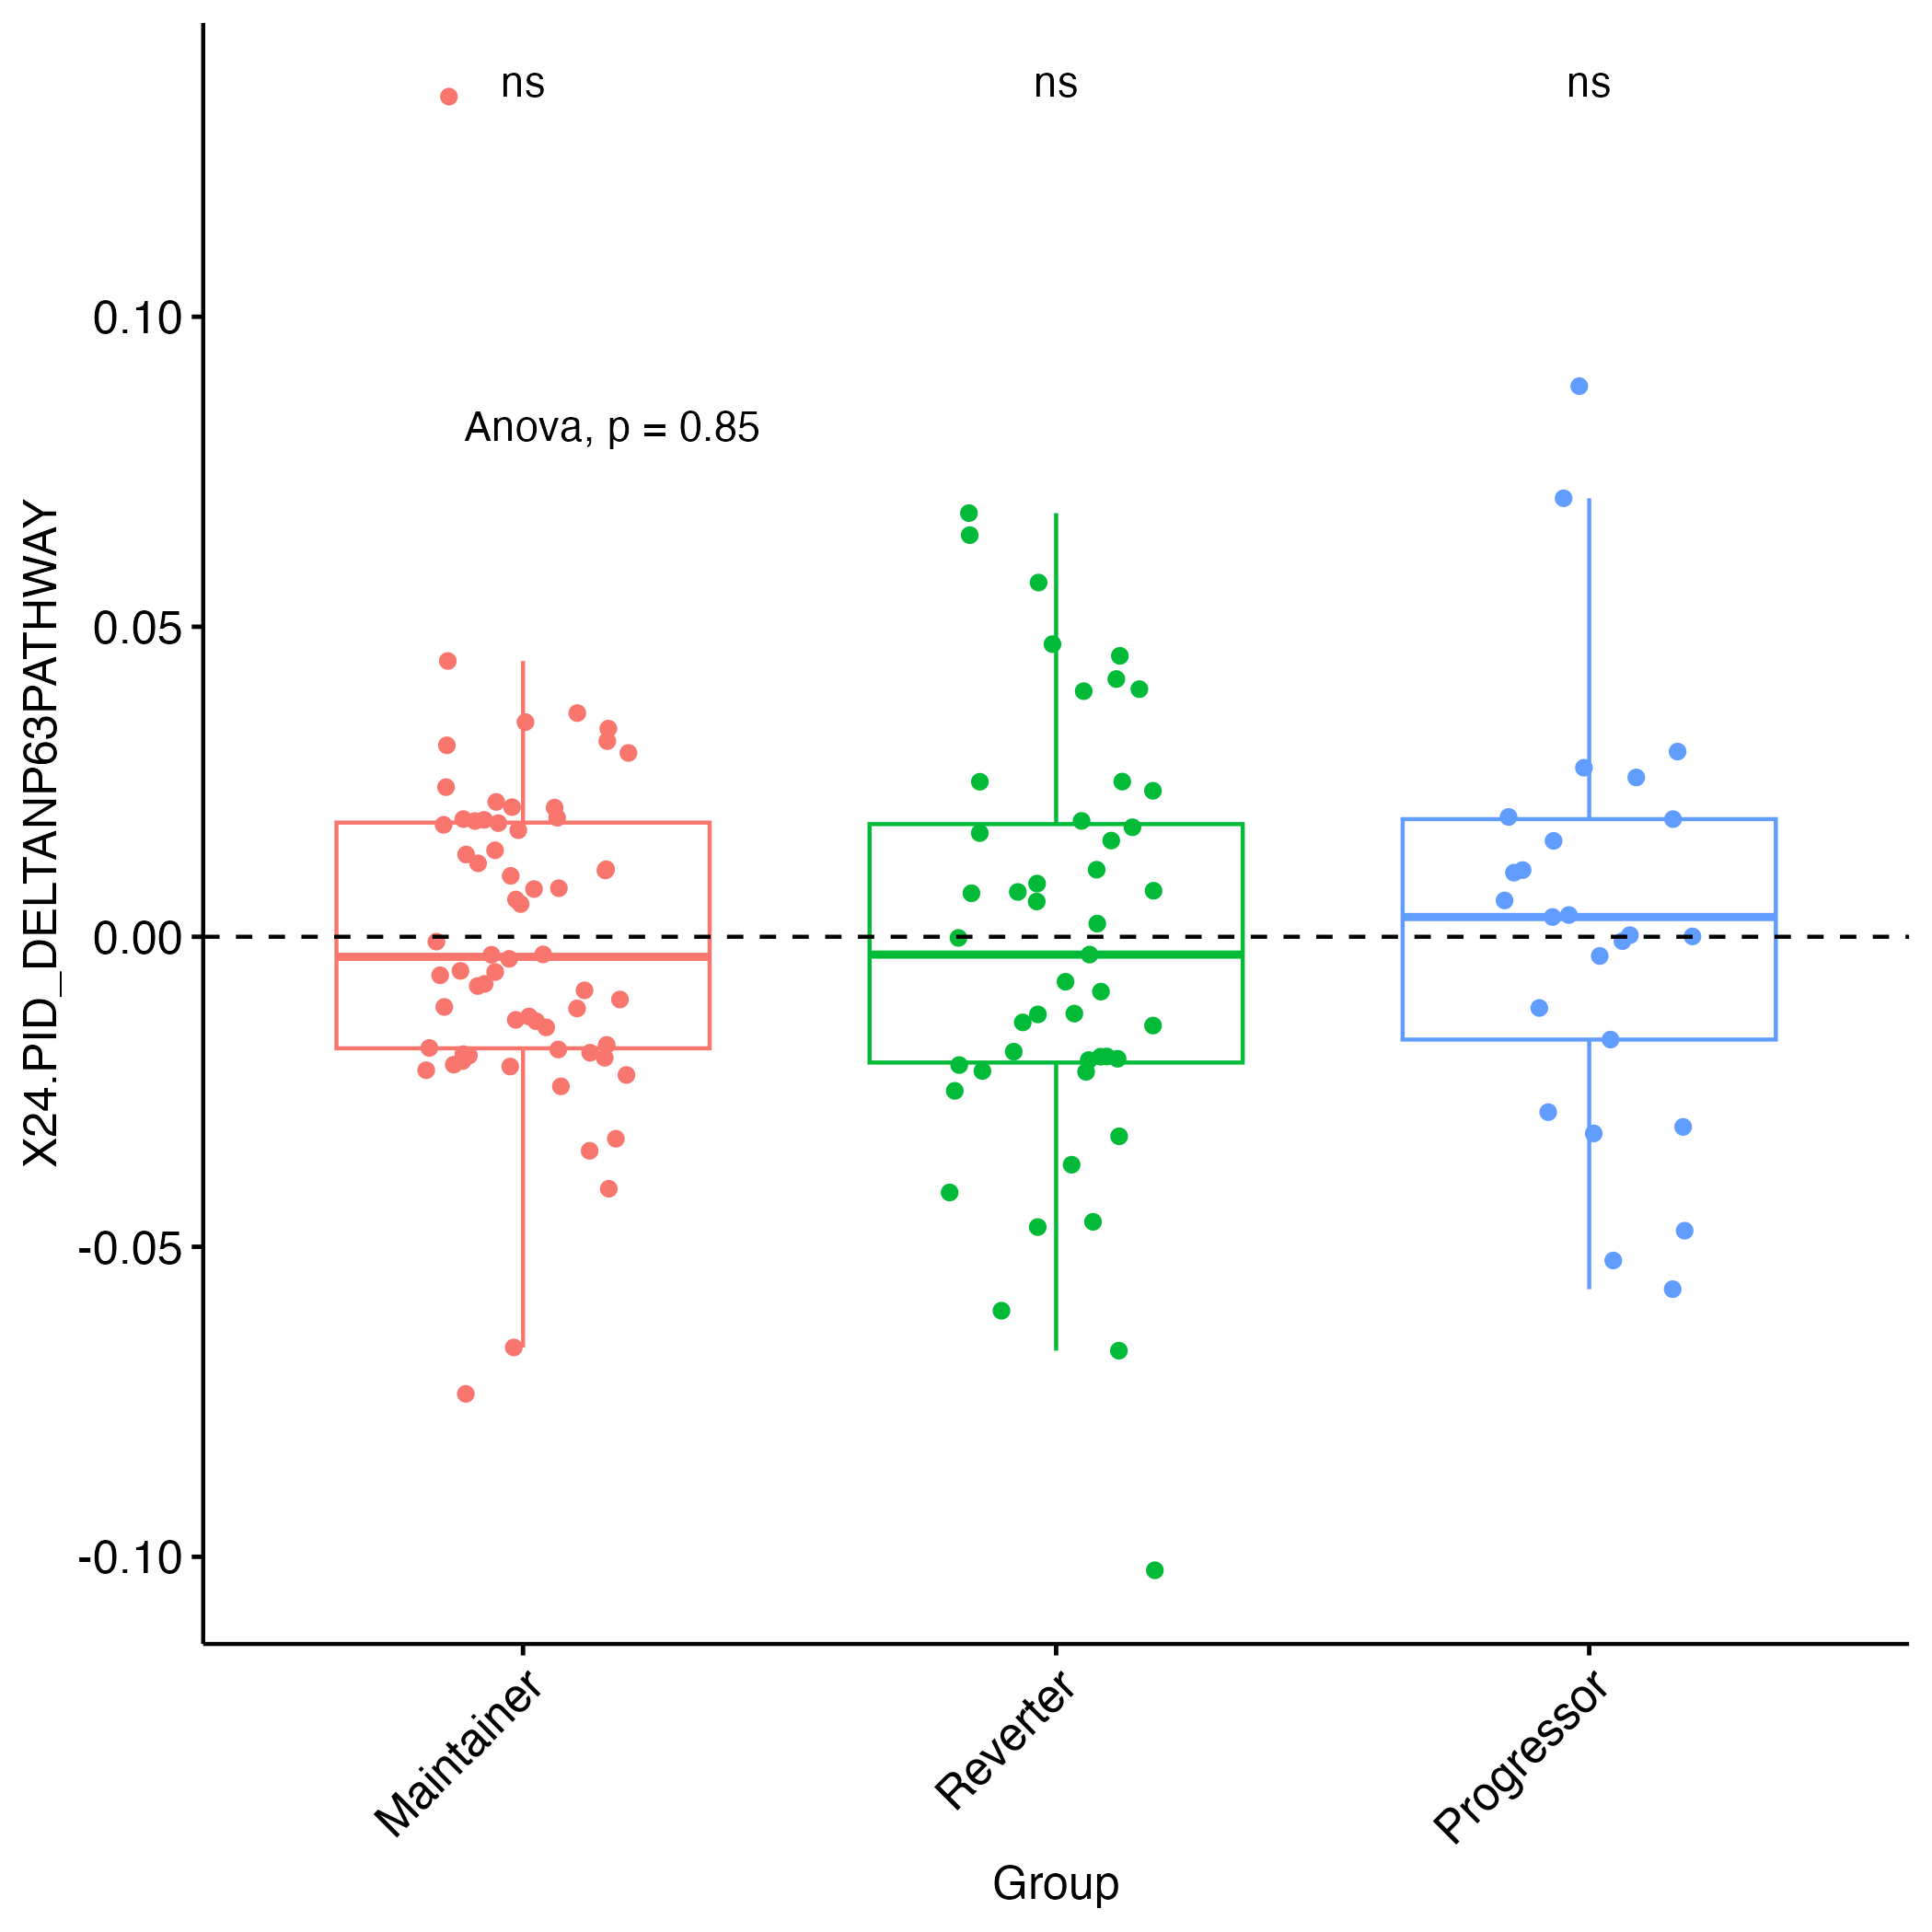 ns ns ns
Anova, p = 0.85
X24.PID_DELTANP63PATHWAY
0.10
0.05
0.00
-0.05
-0.10
Maintainer
Reverter
Progressor
Group